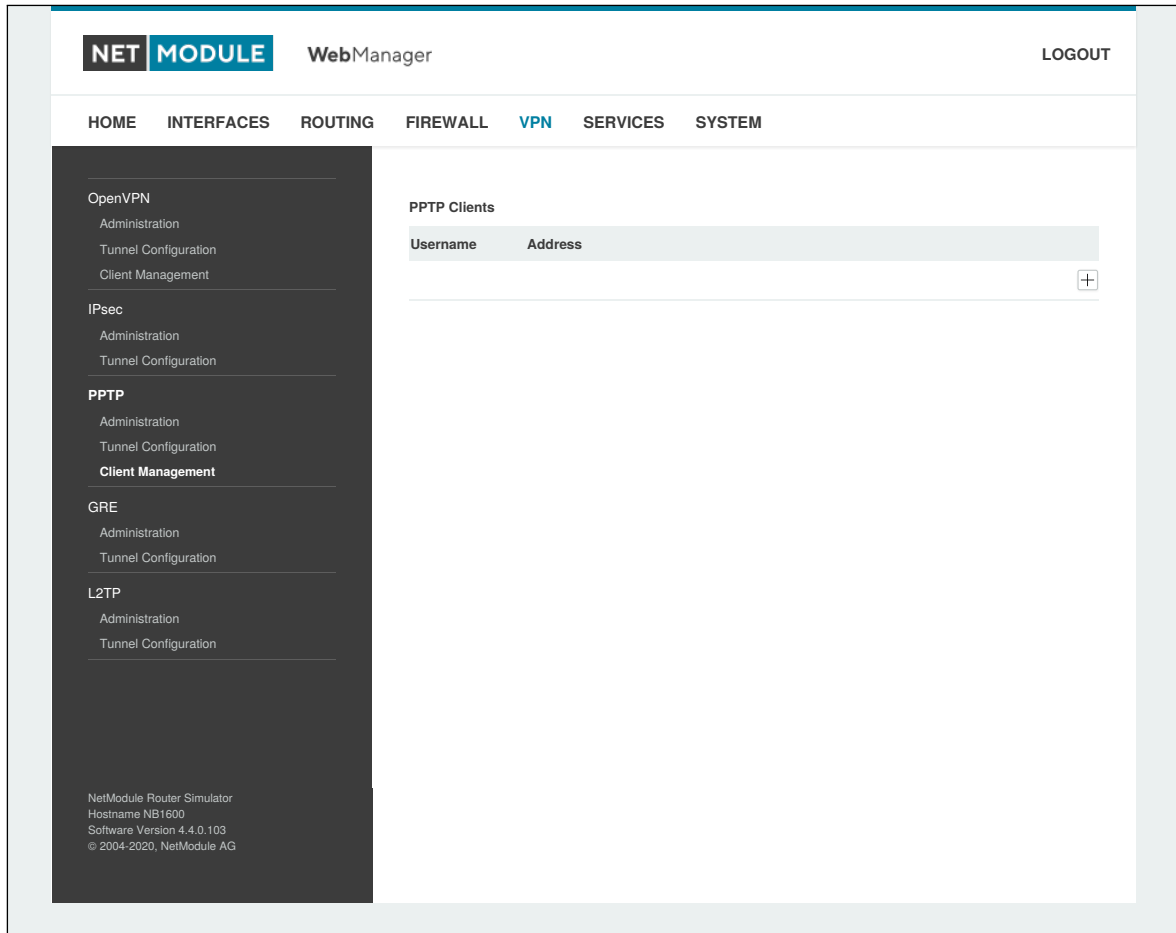 NET MODULE WebManager LOGOUT
HOME INTERFACES ROUTING FIREWALL VPN SERVICES SYSTEM
OpenVPN
Administration
Tunnel Configuration
Client Management
IPsec
Administration
Tunnel Configuration
PPTP
Administration
Tunnel Configuration
Client Management
GRE
Administration
Tunnel Configuration
L2TP
Administration
Tunnel Configuration
NetModule Router Simulator
Hostname NB1600
Software Version 4.4.0.103
© 2004-2020, NetModule AG
PPTP Clients
Username Address